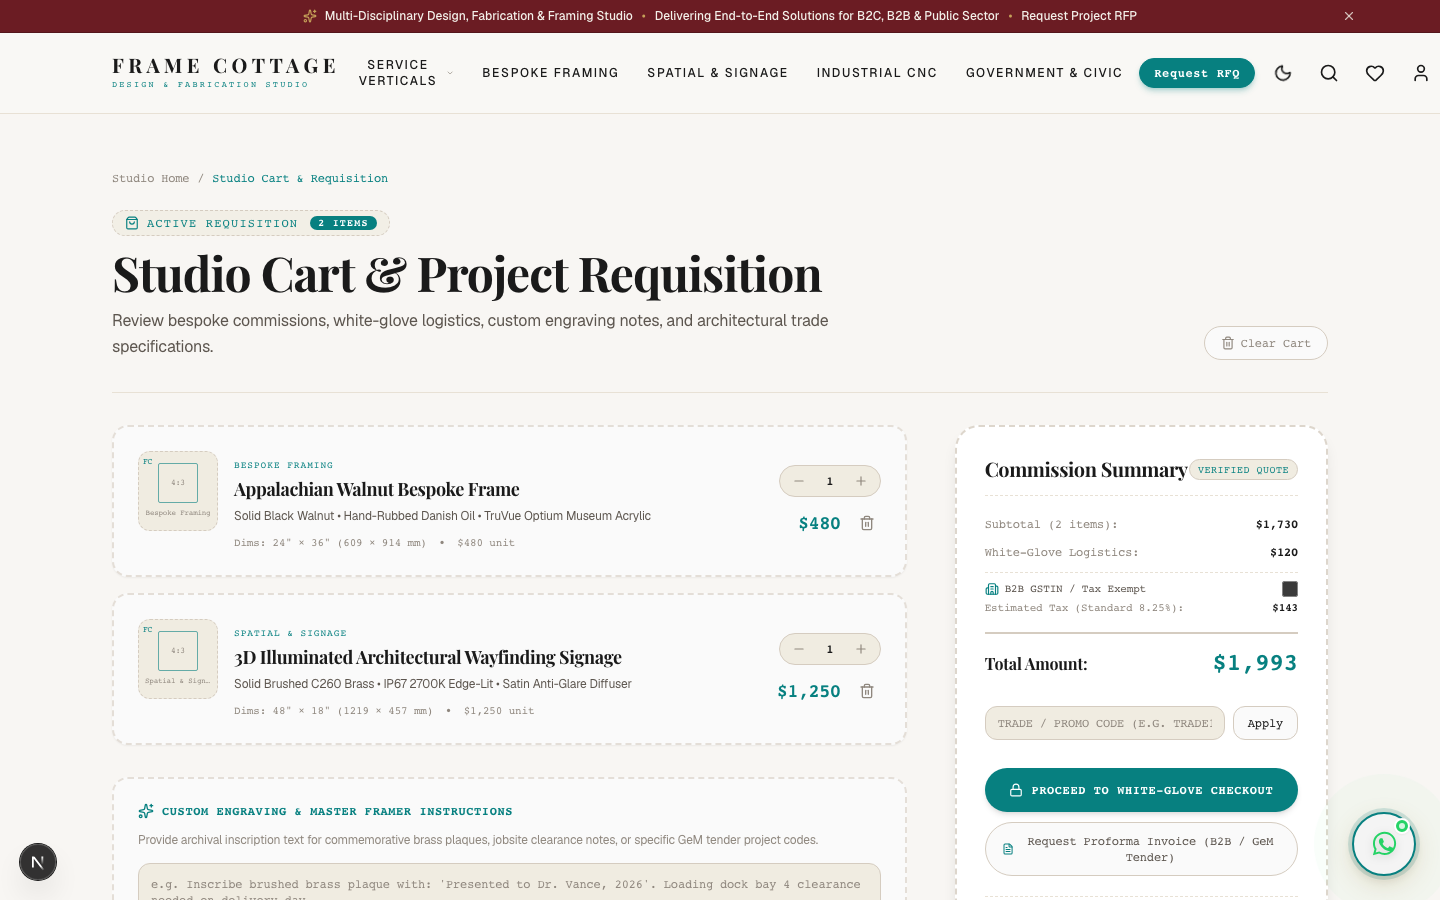 Multi-Disciplinary Design, Fabrication & Framing Studio • Delivering End-to-End Solutions for B2C, B2B & Public Sector • Request Project RFP
FRAME COTTAGE
DESIGN & FABRICATION STUDIO
SERVICE
VERTICALS
BESPOKE FRAMING
SPATIAL & SIGNAGE
INDUSTRIAL CNC
GOVERNMENT & CIVIC
Request RFQ
Studio Home / Studio Cart & Requisition
ACTIVE REQUISITION 2 ITEMS
Studio Cart & Project Requisition
Review bespoke commissions, white-glove logistics, custom engraving notes, and architectural trade
specifications.
Clear Cart
FC
4:3
Bespoke Framing
BESPOKE FRAMING
Appalachian Walnut Bespoke Frame
Solid Black Walnut • Hand-Rubbed Danish Oil • TruVue Optium Museum Acrylic
Dims: 24" × 36" (609 × 914 mm) • $480 unit
1
$480
FC
4:3
Spatial & Sign…
SPATIAL & SIGNAGE
3D Illuminated Architectural Wayfinding Signage
Solid Brushed C260 Brass • IP67 2700K Edge-Lit • Satin Anti-Glare Diffuser
Dims: 48" × 18" (1219 × 457 mm) • $1,250 unit
1
$1,250
CUSTOM ENGRAVING & MASTER FRAMER INSTRUCTIONS
Provide archival inscription text for commemorative brass plaques, jobsite clearance notes, or specific GeM tender project codes.
e.g. Inscribe brushed brass plaque with: 'Presented to Dr. Vance, 2026'. Loading dock bay 4 clearance
needed on delivery day.
Commission Summary
VERIFIED QUOTE
Subtotal (2 items): $1,730
White-Glove Logistics: $120
B2B GSTIN / Tax Exempt
Estimated Tax (Standard 8.25%): $143
Total Amount: $1,993
TRADE / PROMO CODE (E.G. TRADE
Apply
PROCEED TO WHITE-GLOVE CHECKOUT
Request Proforma Invoice (B2B / GeM
Tender)
N